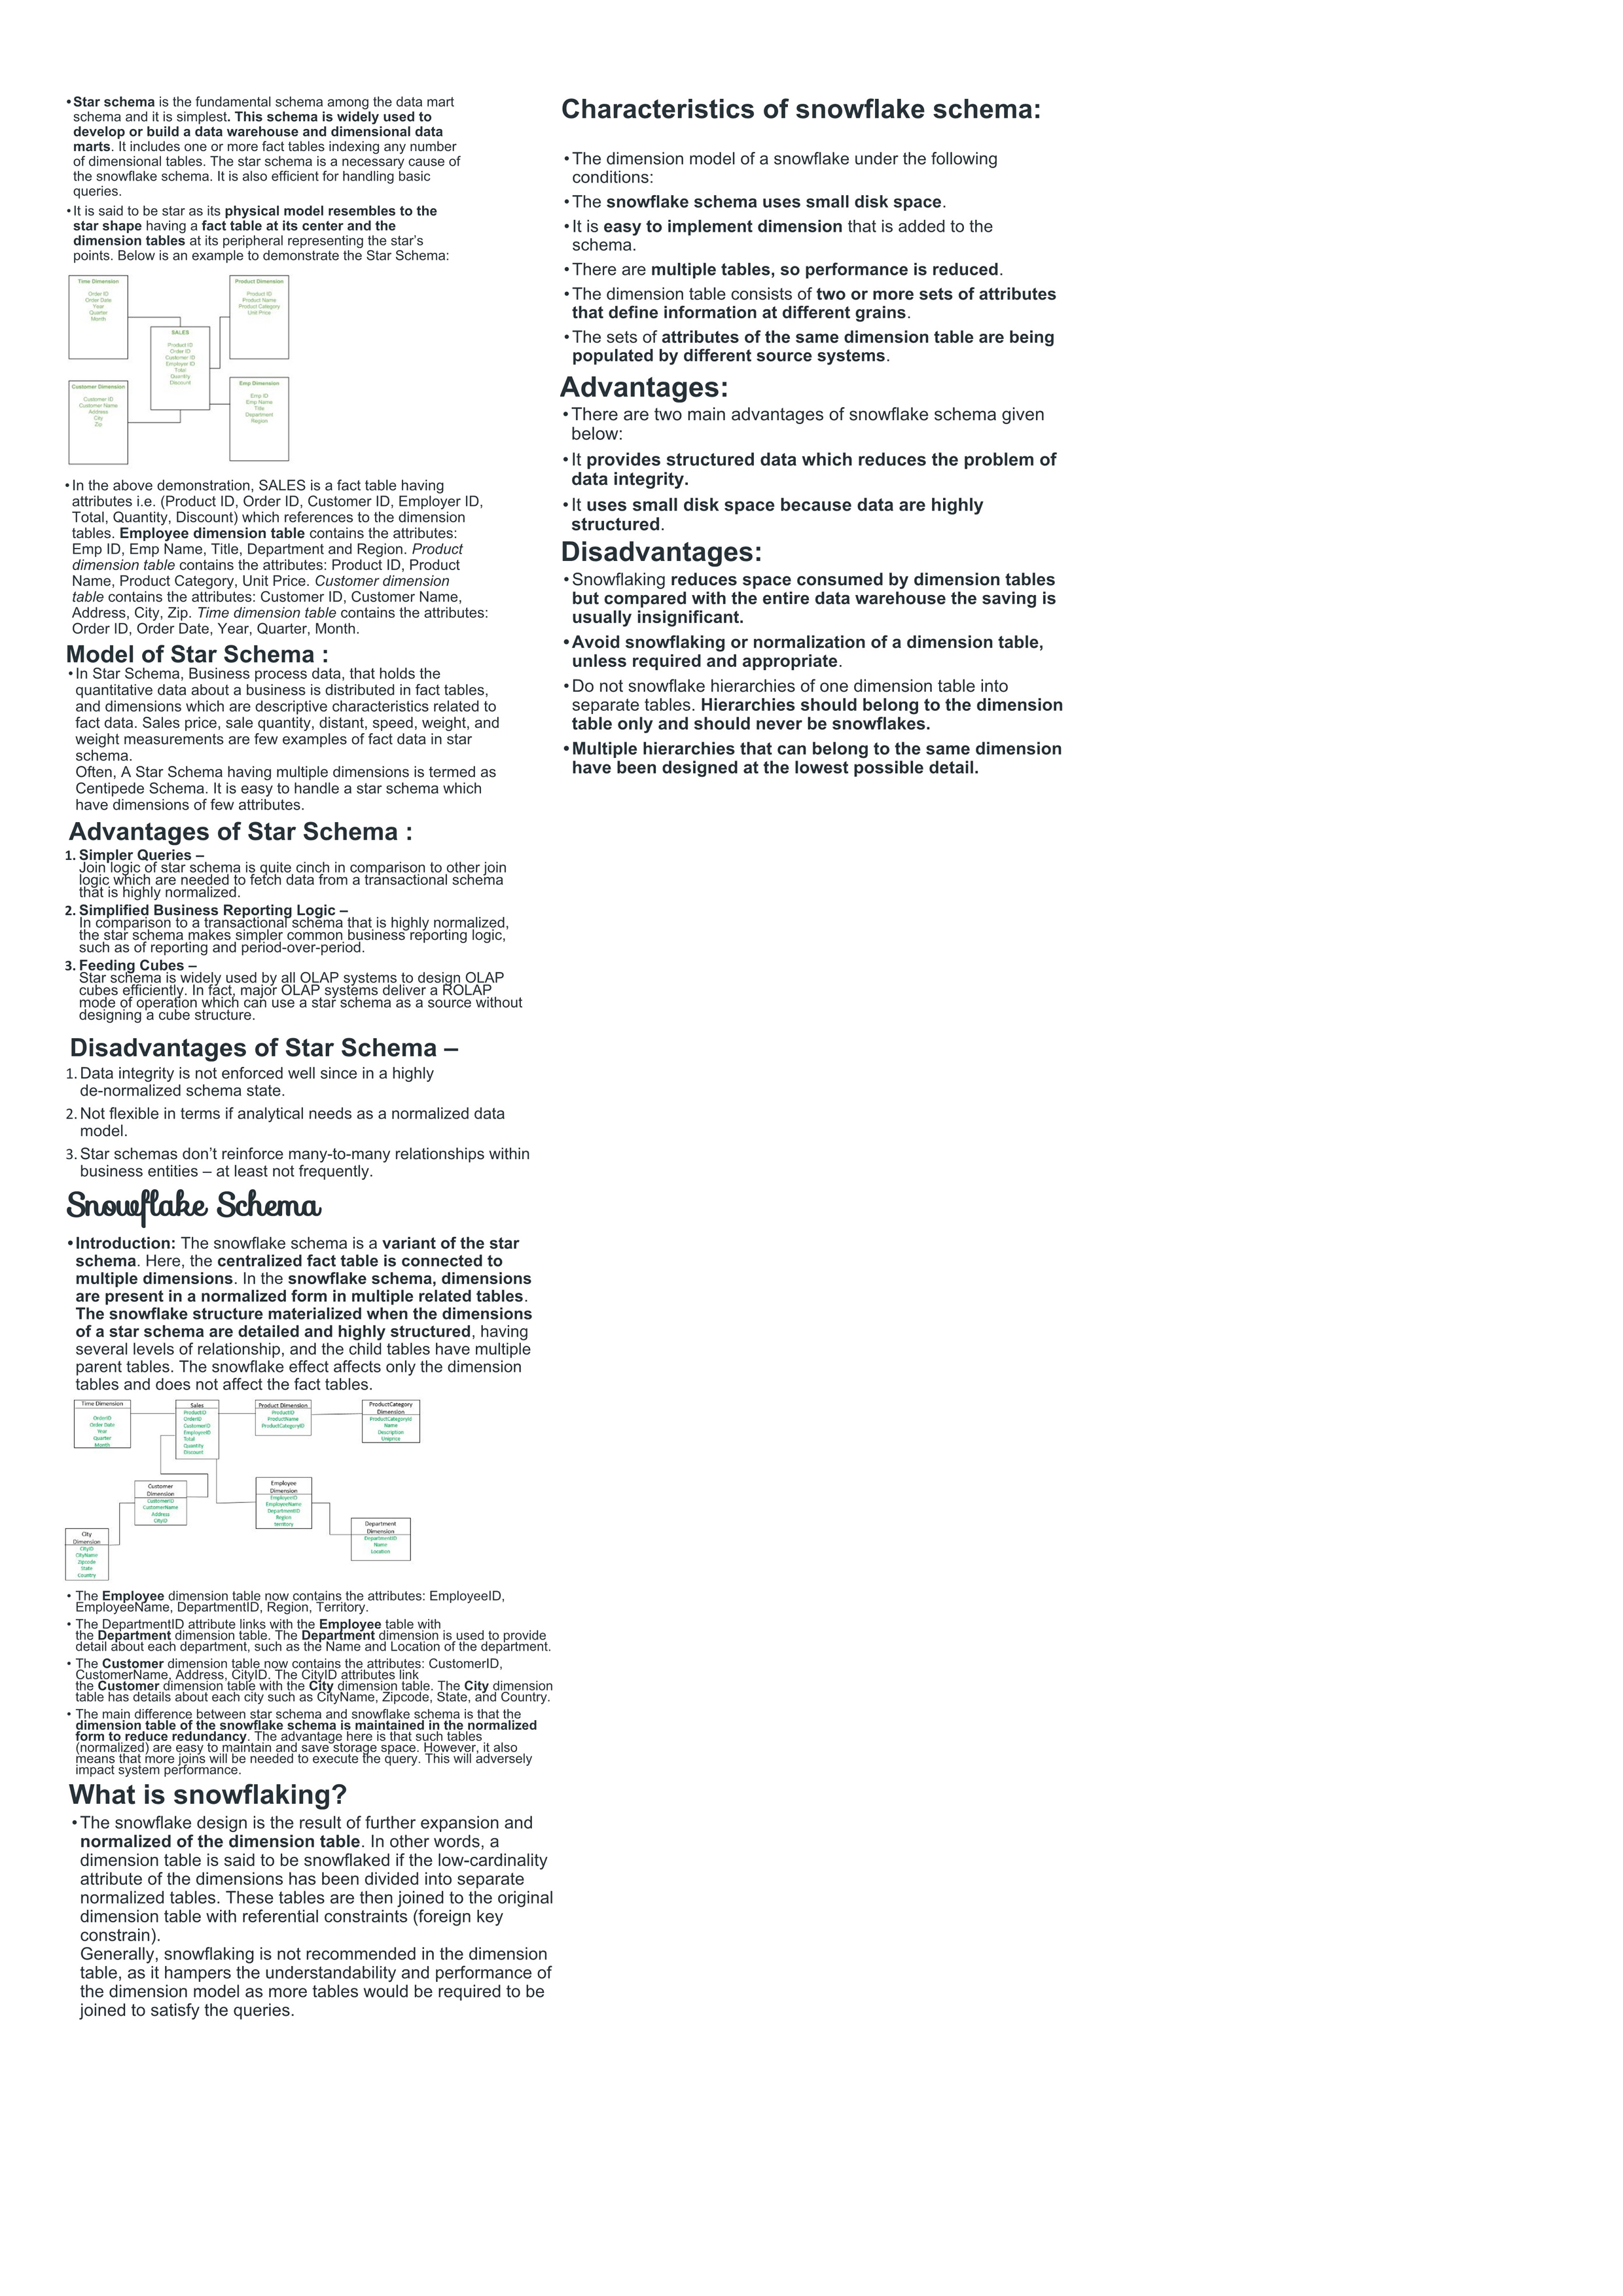 •Star schema is the fundamental schema among the data mart
schema and it is simplest. This schema is widely used to
develop or build a data warehouse and dimensional data
marts. It includes one or more fact tables indexing any number
of dimensional tables. The star schema is a necessary cause of
the snowflake schema. It is also efficient for handling basic
queries.
•It is said to be star as its physical model resembles to the
star shape having a fact table at its center and the
dimension tables at its peripheral representing the star's
points. Below is an example to demonstrate the Star Schema:
Time Dimension
Order ID
Order Date
Year
Quarter
Month
Product Dimension
Product ID
Product Name
Product Category
Unit Price
SALES
Product ID
Order ID
Customer ID
Employer ID
Total
Quantity
Discount
Customer Dimension
Customer ID
Customer Name
Address
City
Zip
Emp Dimension
Emp ID
Emp Name
Title
Department
Region
•In the above demonstration, SALES is a fact table having
attributes i.e. (Product ID, Order ID, Customer ID, Employer ID,
Total, Quantity, Discount) which references to the dimension
tables. Employee dimension table contains the attributes:
Emp ID, Emp Name, Title, Department and Region. Product
dimension table contains the attributes: Product ID, Product
Name, Product Category, Unit Price. Customer dimension
table contains the attributes: Customer ID, Customer Name,
Address, City, Zip. Time dimension table contains the attributes:
Order ID, Order Date, Year, Quarter, Month.
Model of Star Schema :
•In Star Schema, Business process data, that holds the
quantitative data about a business is distributed in fact tables,
and dimensions which are descriptive characteristics related to
fact data. Sales price, sale quantity, distant, speed, weight, and
weight measurements are few examples of fact data in star
schema.
Often, A Star Schema having multiple dimensions is termed as
Centipede Schema. It is easy to handle a star schema which
have dimensions of few attributes.
Advantages of Star Schema :
1. Simpler Queries –
Join logic of star schema is quite cinch in comparison to other join
logic which are needed to fetch data from a transactional schema
that is highly normalized.
2. Simplified Business Reporting Logic –
In comparison to a transactional schema that is highly normalized,
the star schema makes simpler common business reporting logic,
such as of reporting and period-over-period.
3. Feeding Cubes –
Star schema is widely used by all OLAP systems to design OLAP
cubes efficiently. In fact, major OLAP systems deliver a ROLAP
mode of operation which can use a star schema as a source without
designing a cube structure.
Disadvantages of Star Schema –
1. Data integrity is not enforced well since in a highly
de-normalized schema state.
2. Not flexible in terms if analytical needs as a normalized data
model.
3. Star schemas don't reinforce many-to-many relationships within
business entities – at least not frequently.
Snowflake Schema
•Introduction: The snowflake schema is a variant of the star
schema. Here, the centralized fact table is connected to
multiple dimensions. In the snowflake schema, dimensions
are present in a normalized form in multiple related tables.
The snowflake structure materialized when the dimensions
of a star schema are detailed and highly structured, having
several levels of relationship, and the child tables have multiple
parent tables. The snowflake effect affects only the dimension
tables and does not affect the fact tables.
Time Dimension
OrderID
Order Date
Year
Quarter
Month
Sales
ProductID
OrderID
CustomerID
EmployerID
Total
Quantity
Discount
Product Dimension
ProductID
ProductName
ProductCategoryID
ProductCategory
Dimension
ProductCategoryId
Name
Description
Uniprice
Customer
Dimension
CustomerID
CustomerName
Address
CityID
Employee
Dimension
EmployeeID
EmployeeName
DepartmentID
Region
territory
City
Dimension
CityID
CityName
Zipcode
State
Country
Department
Dimension
DepartmentID
Name
Location
• The Employee dimension table now contains the attributes: EmployeeID,
EmployeeName, DepartmentID, Region, Territory.
• The DepartmentID attribute links with the Employee table with
the Department dimension table. The Department dimension is used to provide
detail about each department, such as the Name and Location of the department.
• The Customer dimension table now contains the attributes: CustomerID,
CustomerName, Address, CityID. The CityID attributes link
the Customer dimension table with the City dimension table. The City dimension
table has details about each city such as CityName, Zipcode, State, and Country.
• The main difference between star schema and snowflake schema is that the
dimension table of the snowflake schema is maintained in the normalized
form to reduce redundancy. The advantage here is that such tables
(normalized) are easy to maintain and save storage space. However, it also
means that more joins will be needed to execute the query. This will adversely
impact system performance.
What is snowflaking?
•The snowflake design is the result of further expansion and
normalized of the dimension table. In other words, a
dimension table is said to be snowflaked if the low-cardinality
attribute of the dimensions has been divided into separate
normalized tables. These tables are then joined to the original
dimension table with referential constraints (foreign key
constrain).
Generally, snowflaking is not recommended in the dimension
table, as it hampers the understandability and performance of
the dimension model as more tables would be required to be
joined to satisfy the queries.
Characteristics of snowflake schema:
•The dimension model of a snowflake under the following
conditions:
•The snowflake schema uses small disk space.
•It is easy to implement dimension that is added to the
schema.
•There are multiple tables, so performance is reduced.
•The dimension table consists of two or more sets of attributes
that define information at different grains.
•The sets of attributes of the same dimension table are being
populated by different source systems.
Advantages:
•There are two main advantages of snowflake schema given
below:
•It provides structured data which reduces the problem of
data integrity.
•It uses small disk space because data are highly
structured.
Disadvantages:
•Snowflaking reduces space consumed by dimension tables
but compared with the entire data warehouse the saving is
usually insignificant.
•Avoid snowflaking or normalization of a dimension table,
unless required and appropriate.
•Do not snowflake hierarchies of one dimension table into
separate tables. Hierarchies should belong to the dimension
table only and should never be snowflakes.
•Multiple hierarchies that can belong to the same dimension
have been designed at the lowest possible detail.